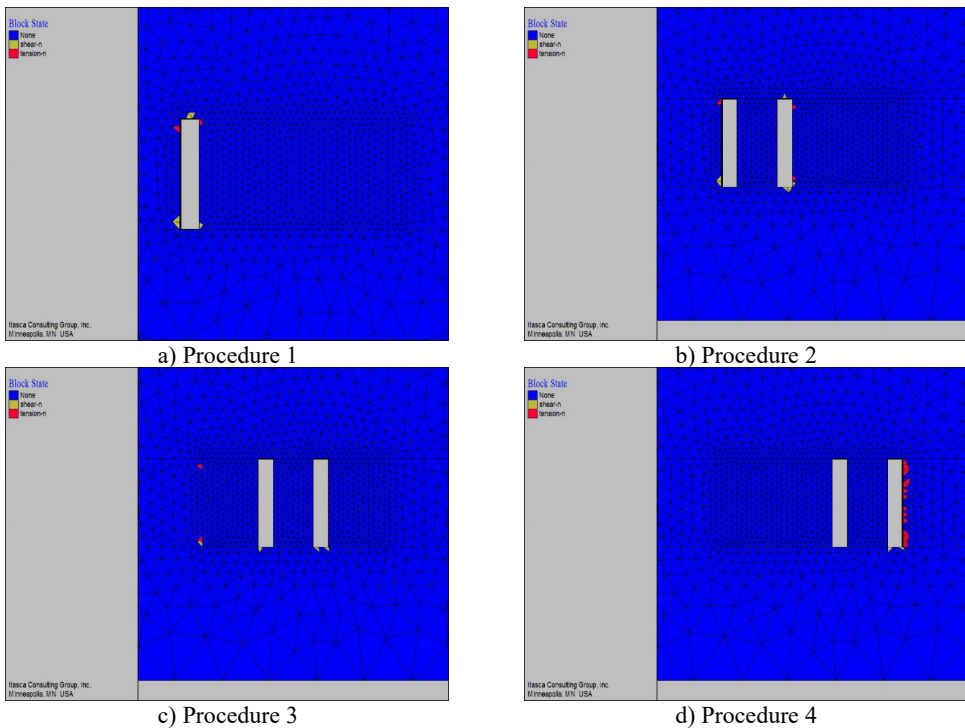 Block State
None
shear-n
tension-n
Itasca Consulting Group, Inc.
Minneapolis, MN USA
a) Procedure 1
Block State
None
shear-n
tension-n
Itasca Consulting Group, Inc.
Minneapolis, MN USA
b) Procedure 2
Block State
None
shear-n
tension-n
Itasca Consulting Group, Inc.
Minneapolis, MN USA
c) Procedure 3
Block State
None
shear-n
tension-n
Itasca Consulting Group, Inc.
Minneapolis, MN USA
d) Procedure 4